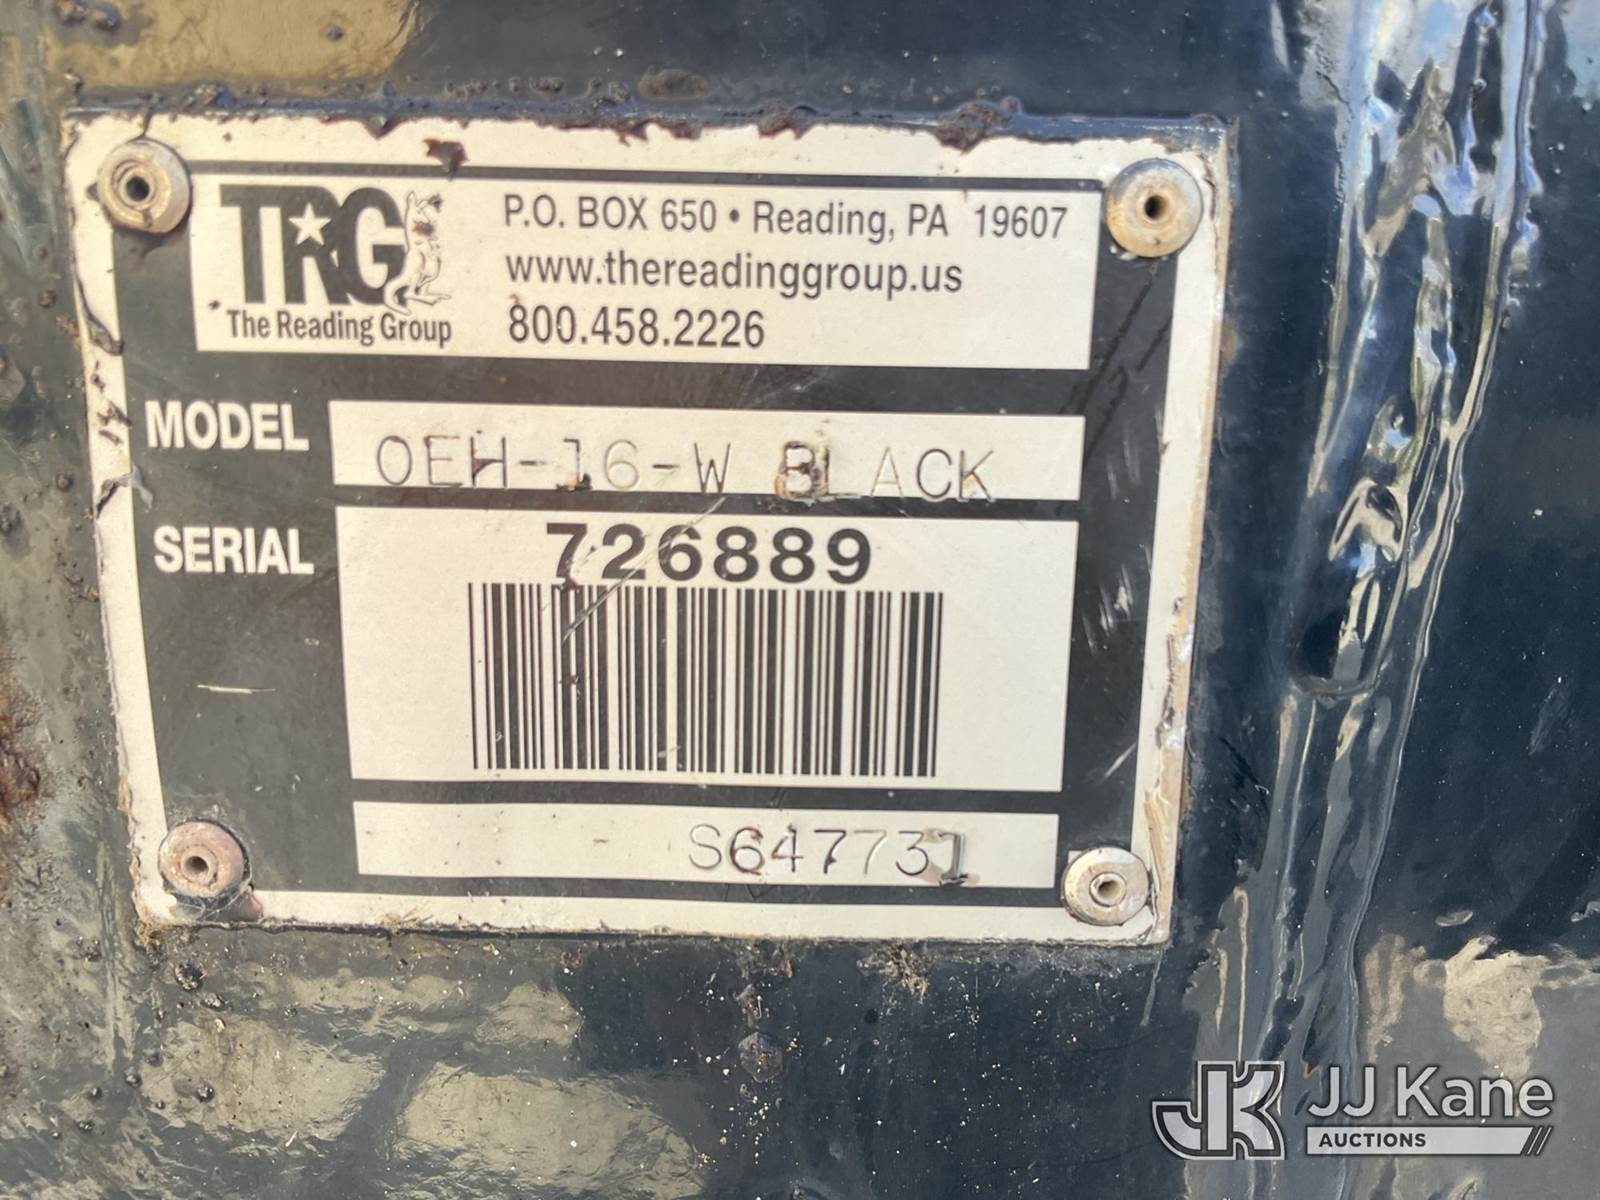 TRG
The Reading Group
P.O. BOX 650 • Reading, PA 19607
www.thereadinggroup.us
800.458.2226
MODEL OEH-16-W BLACK
SERIAL 726889
- S647731
JK JJ Kane
AUCTIONS